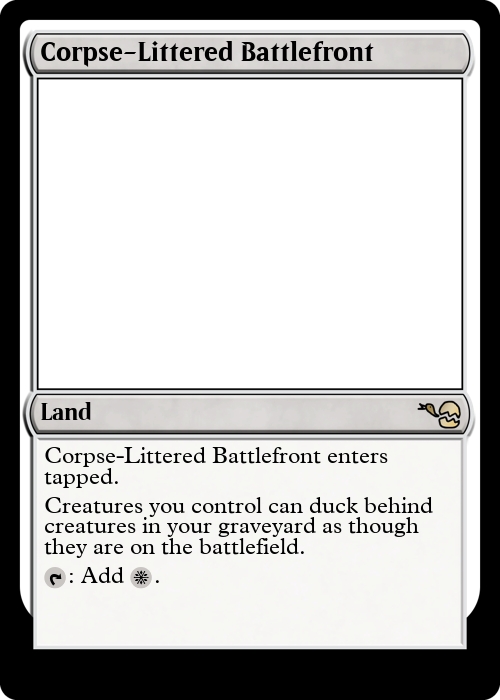 Corpse-Littered Battlefront
Land
Corpse-Littered Battlefront enters
tapped.
Creatures you control can duck behind
creatures in your graveyard as though
they are on the battlefield.
: Add .